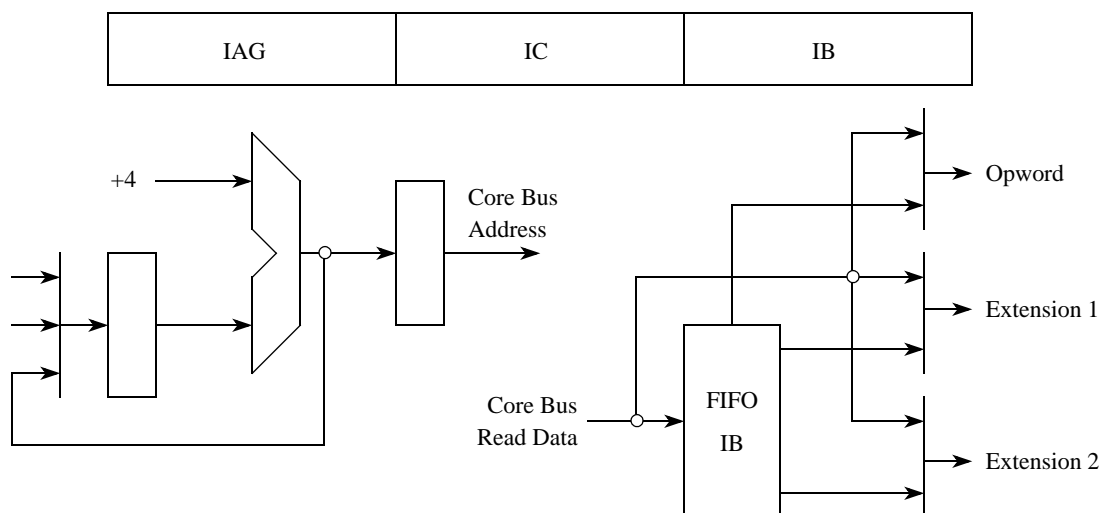 IAG
IC
IB
+4
Core Bus
Address
Opword
Extension 1
Core Bus
Read Data
FIFO
IB
Extension 2